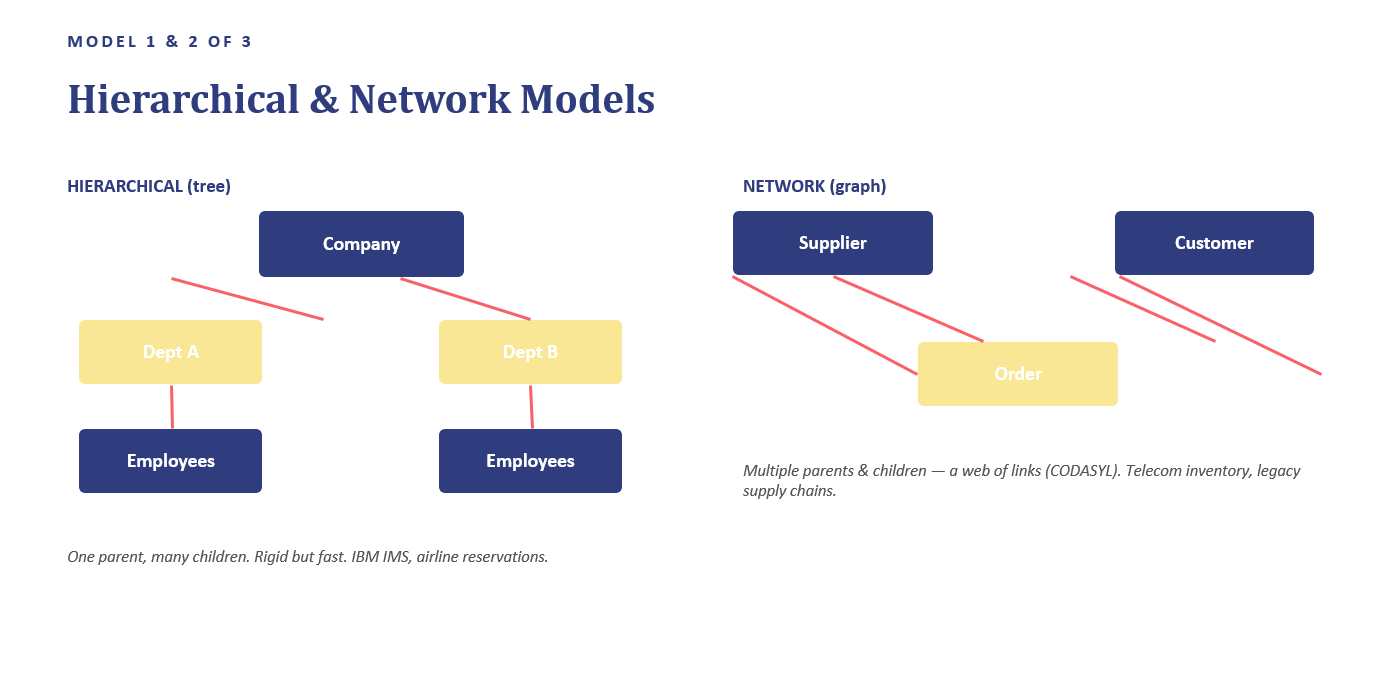 MODEL 1 & 2 OF 3
Hierarchical & Network Models
HIERARCHICAL (tree)
Company
Dept A
Dept B
Employees
Employees
One parent, many children. Rigid but fast. IBM IMS, airline reservations.
NETWORK (graph)
Supplier
Customer
Order
Multiple parents & children — a web of links (CODASYL). Telecom inventory, legacy
supply chains.